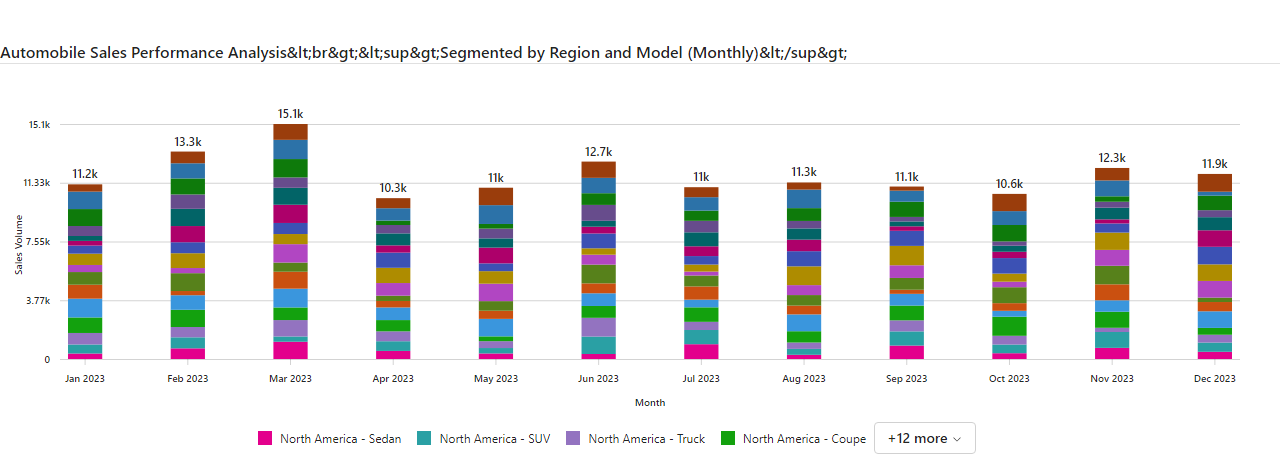 Automobile Sales Performance Analysis&lt;br&gt;&lt;sup&gt;Segmented by Region and Model (Monthly)&lt;/sup&gt;
15.1k
13.3k
12.7k
12.3k
11.2k
10.3k
11k
11k
11.3k
11.1k
10.6k
11.9k
15.1k
11.33k
7.55k
3.77k
0
Sales Volume
Jan 2023
Feb 2023
Mar 2023
Apr 2023
May 2023
Jun 2023
Jul 2023
Aug 2023
Sep 2023
Oct 2023
Nov 2023
Dec 2023
Month
North America - Sedan
North America - SUV
North America - Truck
North America - Coupe
+12 more